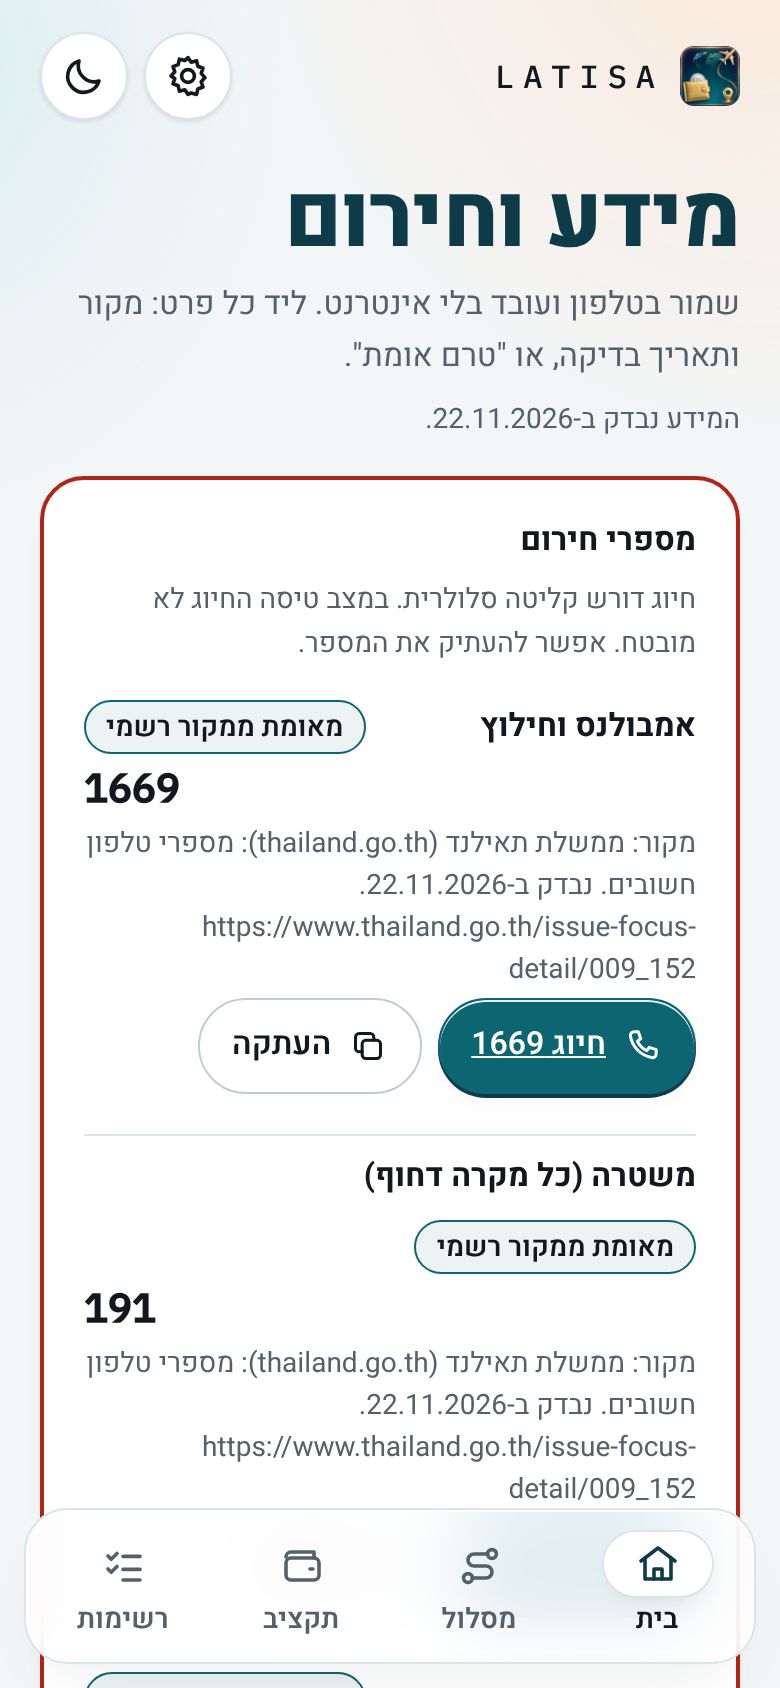 LATISA
מידע וחירום
שמור בטלפון ועובד בלי אינטרנט. ליד כל פרט: מקור
ותאריך בדיקה, או "טרם אומת".
המידע נבדק ב-22.11.2026.
מספרי חירום
חיוג דורש קליטה סלולרית. במצב טיסה החיוג לא
מובטח. אפשר להעתיק את המספר.
אמבולנס וחילוץ
מאומת ממקור רשמי
1669
מקור: ממשלת תאילנד (thailand.go.th): מספרי טלפון
חשובים. נבדק ב-22.11.2026.
https://www.thailand.go.th/issue-focus-
detail/009_152
חיוג 1669
העתקה
משטרה (כל מקרה דחוף)
מאומת ממקור רשמי
191
מקור: ממשלת תאילנד (thailand.go.th): מספרי טלפון
חשובים. נבדק ב-22.11.2026.
https://www.thailand.go.th/issue-focus-
detail/009_152
בית
מסלול
תקציב
רשימות